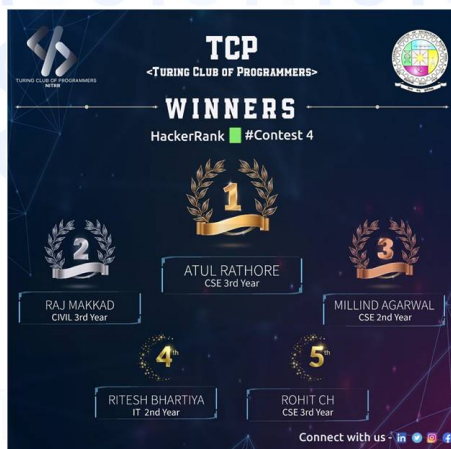 TURING CLUB OF PROGRAMMERS
NITRR
TCP
<TURING CLUB OF PROGRAMMERS>
WINNERS
HackerRank #Contest 4
1
2
3
ATUL RATHORE
CSE 3rd Year
RAJ MAKKAD
CIVIL 3rd Year
MILLIND AGARWAL
CSE 2nd Year
4th
5th
RITESH BHARTIYA
IT 2nd Year
ROHIT CH
CSE 3rd Year
Connect with us - in